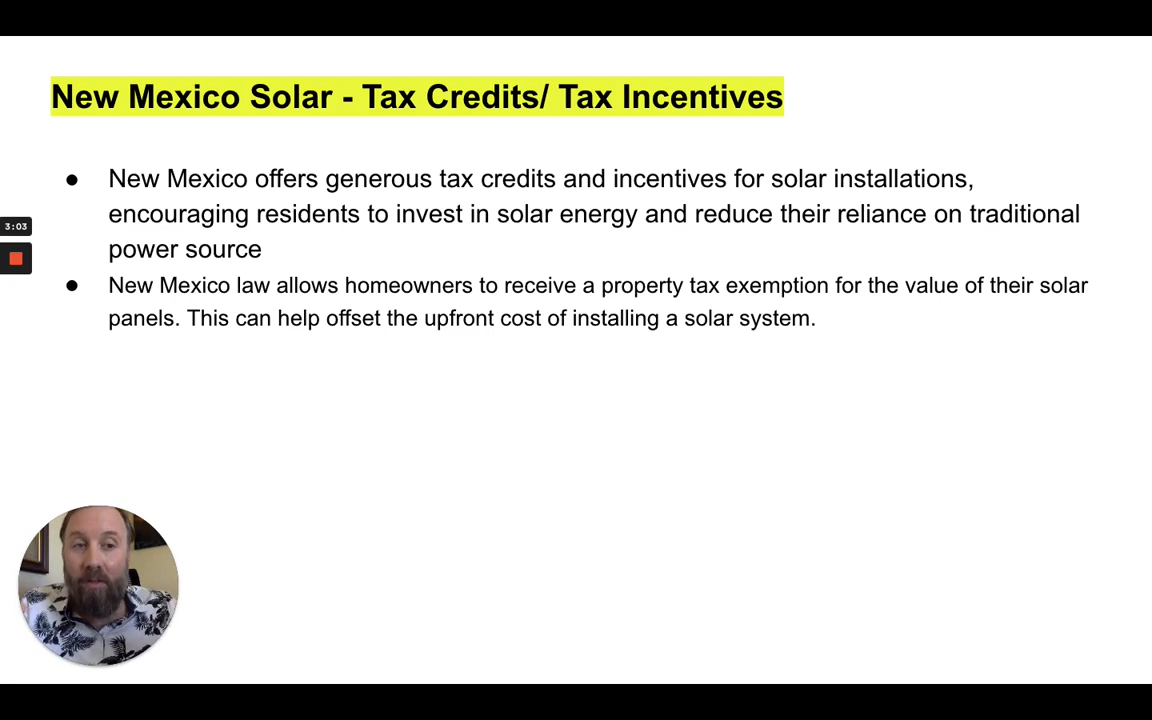 New Mexico Solar - Tax Credits/ Tax Incentives
● New Mexico offers generous tax credits and incentives for solar installations,
encouraging residents to invest in solar energy and reduce their reliance on traditional
power source
● New Mexico law allows homeowners to receive a property tax exemption for the value of their solar
panels. This can help offset the upfront cost of installing a solar system.
3:03